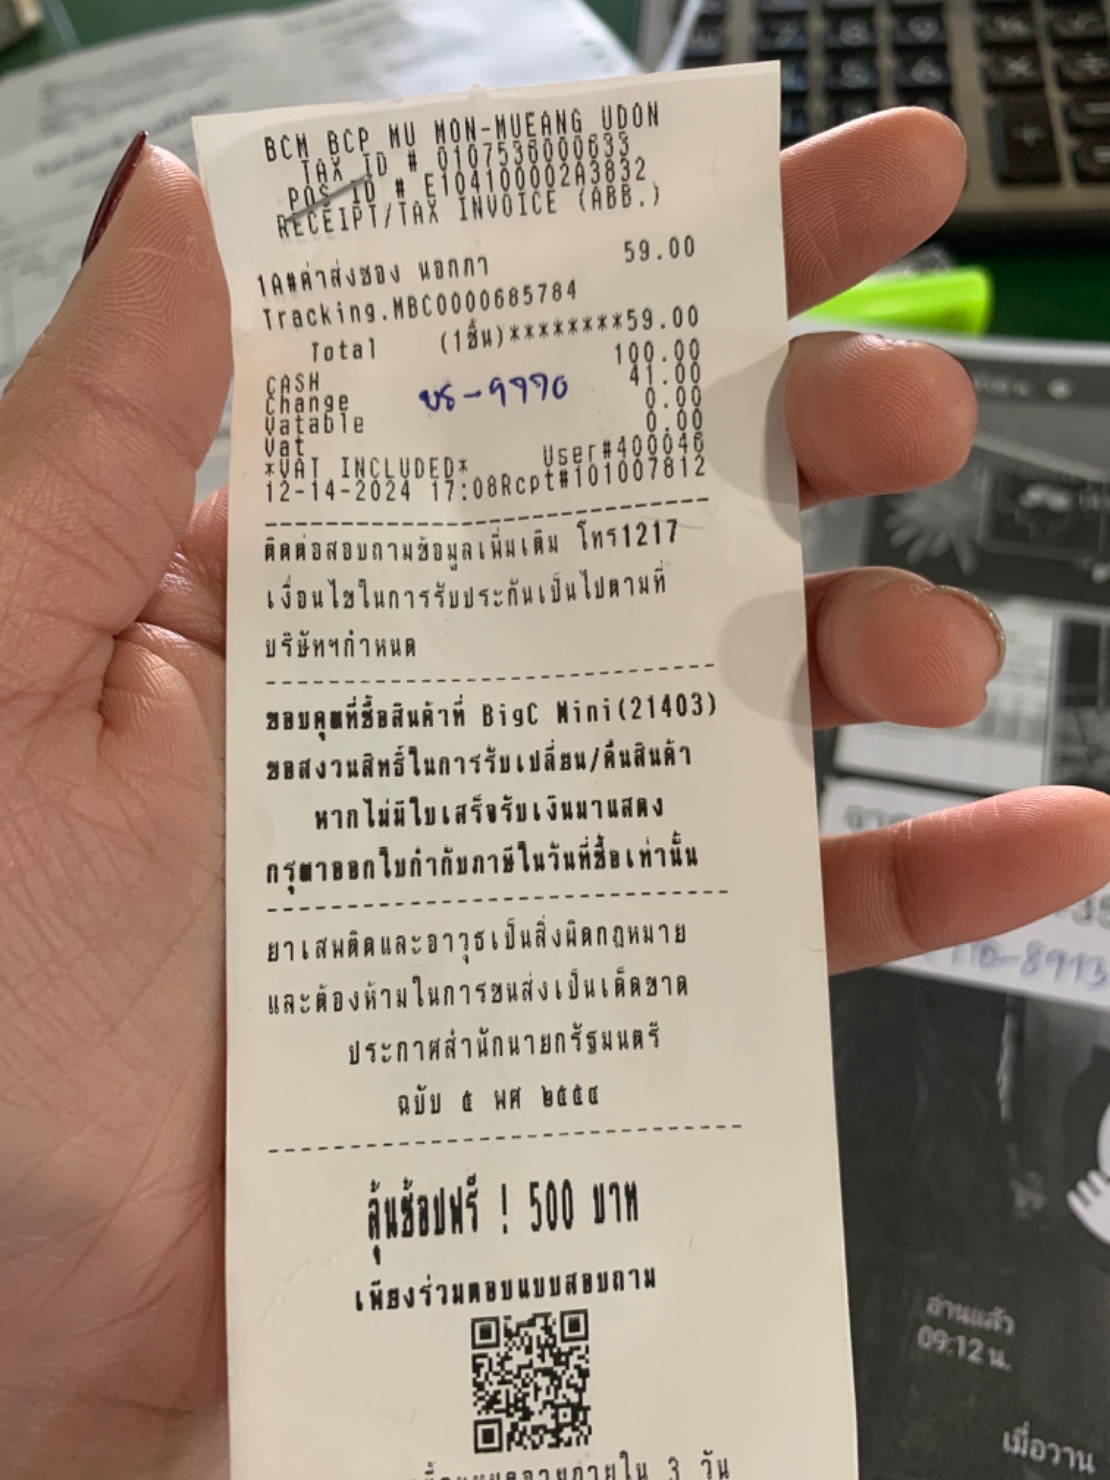 BCM BCP MU MON-MUEANG UDON
TAX ID # 0107536000633
POS ID # E104100002A3832
RECEIPT/TAX INVOICE (ABB.)
1A#ค่าส่งซอง นอกภา 59.00
Tracking.MBC0000685784
Total (1ชิ้น)********59.00
CASH 100.00
Change 41.00
Vatable 0.00
Vat 0.00
*VAT INCLUDED* User#400046
12-14-2024 17:08Rcpt#101007812
ติดต่อสอบถามข้อมูลเพิ่มเติม โทร1217
เงื่อนไขในการรับประกันเป็นไปตามที่
บริษัทฯกำหนด
ขอบคุณที่ซื้อสินค้าที่ BigC Mini(21403)
ขอสงวนสิทธิ์ในการรับเปลี่ยน/คืนสินค้า
หากไม่มีใบเสร็จรับเงินมาแสดง
กรุณาออกใบกำกับภาษีในวันที่ซื้อเท่านั้น
ยาเสพติดและอาวุธเป็นสิ่งผิดกฎหมาย
และต้องห้ามในการขนส่งเป็นเด็ดขาด
ประกาศสำนักนายกรัฐมนตรี
ฉบับ ๕ พศ ๒๕๕๔
ลุ้นช้อปฟรี ! 500 บาท
เพียงร่วมตอบแบบสอบถาม
ภายใน 3 วัน
อ่านแล้ว
09:12 น.
เมื่อวาน